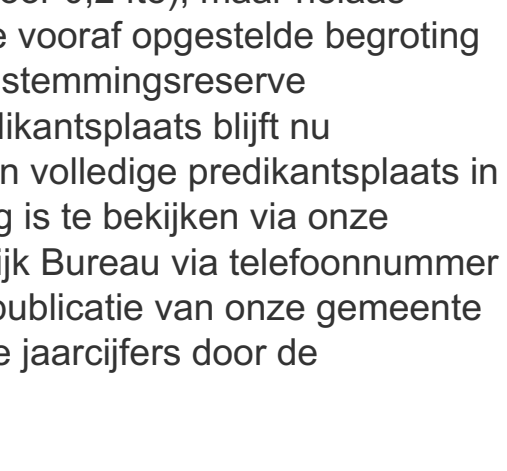 vooraf opgestelde begroting
stemmingsreserve
likantsplaats blijft nu
n volledige predikantsplaats in
g is te bekijken via onze
ijk Bureau via telefoonnummer
publicatie van onze gemeente
e jaarcijfers door de